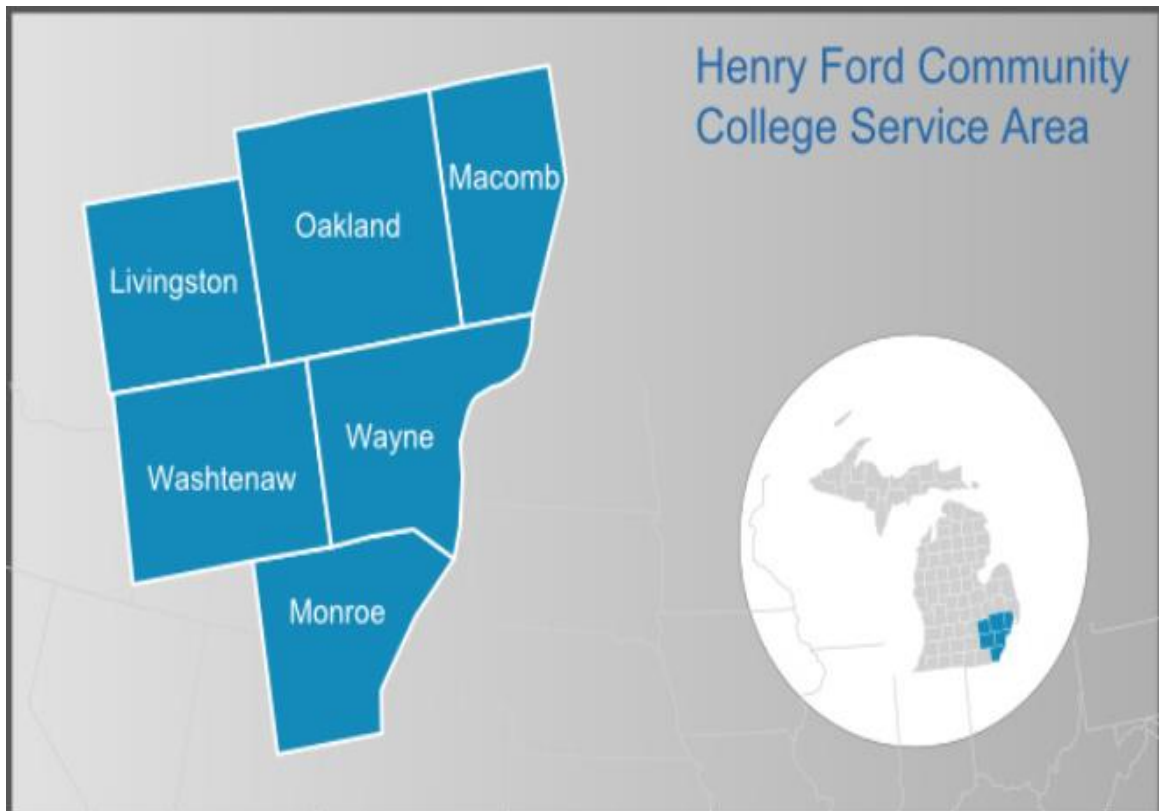 Henry Ford Community
College Service Area
Macomb
Oakland
Livingston
Wayne
Washtenaw
Monroe